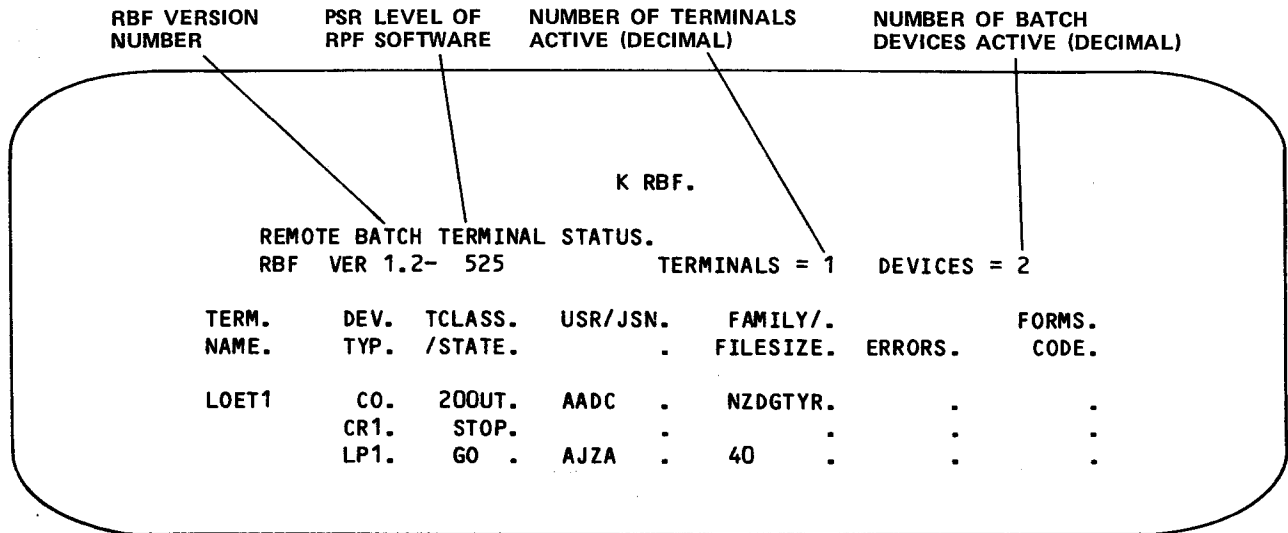 RBF VERSION NUMBER
PSR LEVEL OF RPF SOFTWARE
NUMBER OF TERMINALS ACTIVE (DECIMAL)
NUMBER OF BATCH DEVICES ACTIVE (DECIMAL)
K RBF.
REMOTE BATCH TERMINAL STATUS.
RBF VER 1.2- 525 TERMINALS = 1 DEVICES = 2
TERM. DEV. TCLASS. USR/JSN. FAMILY/. FORMS.
NAME. TYP. /STATE. . FILESIZE. ERRORS. CODE.
LOET1 CO. 200UT. AADC . NZDGTYR. . .
CR1. STOP. . . . .
LP1. GO . AJZA . 40 . . .